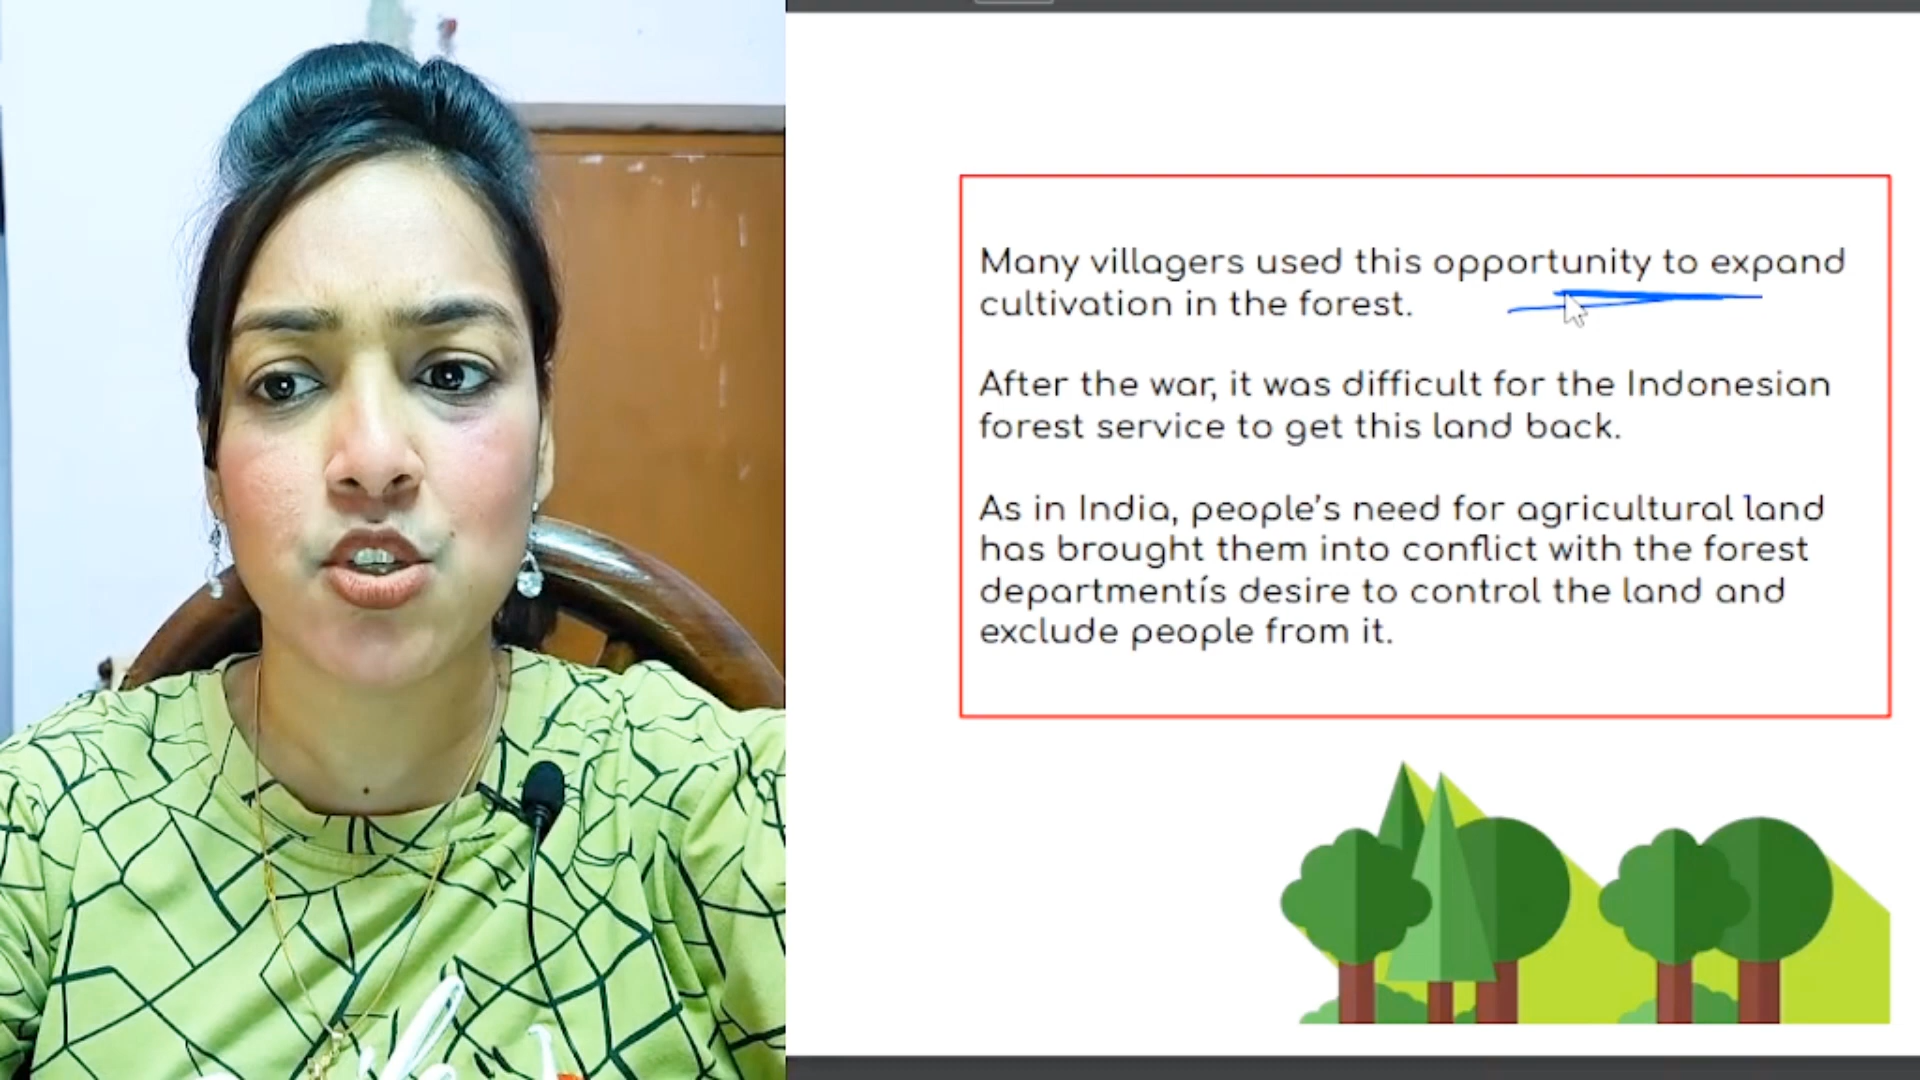 Many villagers used this opportunity to expand
cultivation in the forest.
After the war, it was difficult for the Indonesian
forest service to get this land back.
As in India, people's need for agricultural land
has brought them into conflict with the forest
departmentís desire to control the land and
exclude people from it.